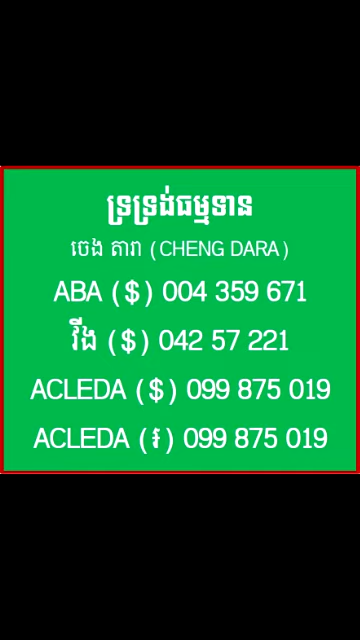 ទ្រទ្រង់ធម្មទាន
ចេង តារា (CHENG DARA)
ABA ($) 004 359 671
វីង ($) 042 57 221
ACLEDA ($) 099 875 019
ACLEDA (៛) 099 875 019